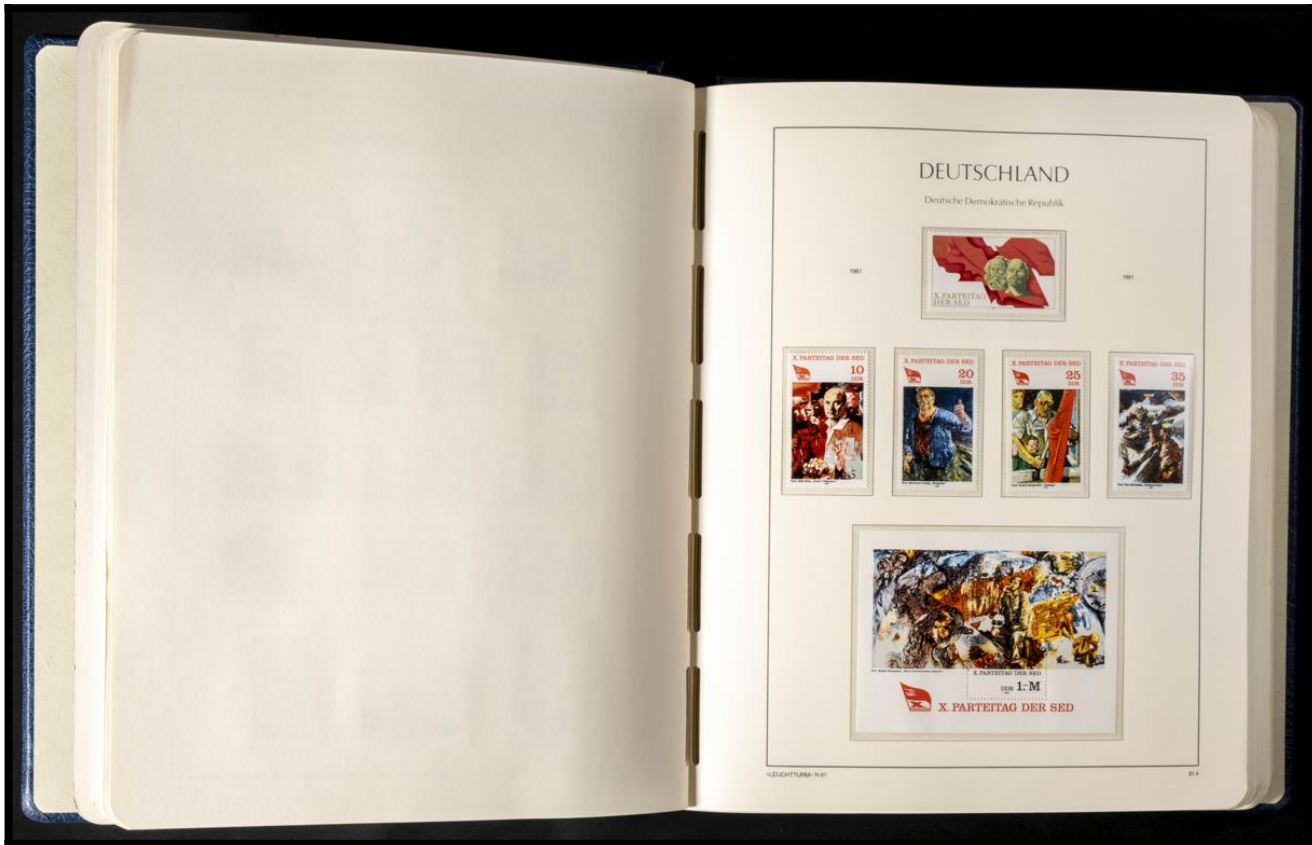 DEUTSCHLAND
Deutsche Demokratische Republik
1981
1981
X. PARTEITAG
DER SED
X. PARTEITAG DER SED
10
DDR
X. PARTEITAG DER SED
20
DDR
X. PARTEITAG DER SED
25
DDR
X. PARTEITAG DER SED
35
DDR
X. PARTEITAG DER SED
DDR 1.-M
X. PARTEITAG DER SED
»LEUCHTTURM« N 81
81.4